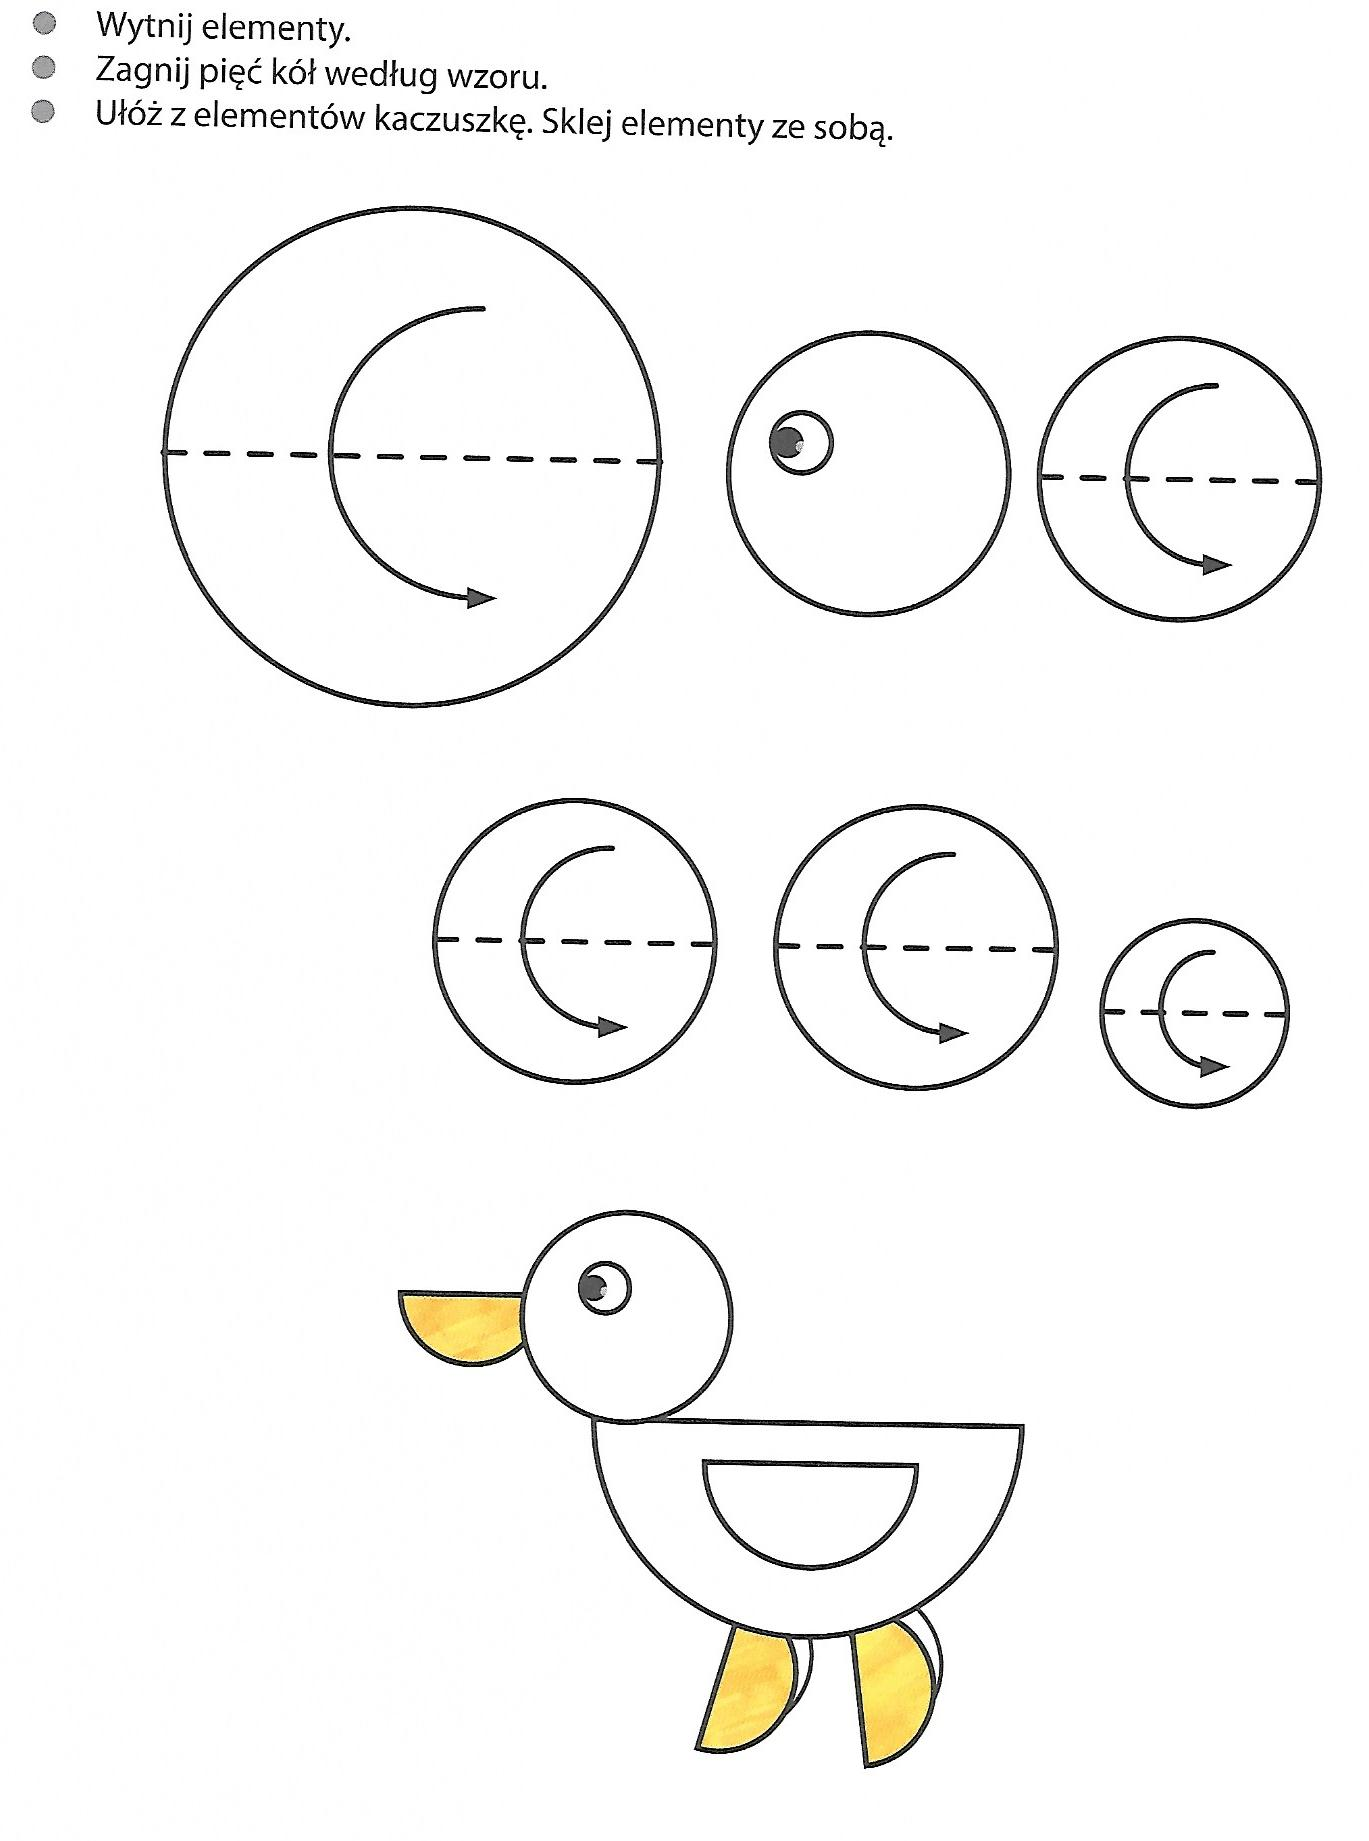 Wytnij elementy.
Zagnij pięć kół według wzoru.
Ułóż z elementów kaczuszkę. Sklej elementy ze sobą.